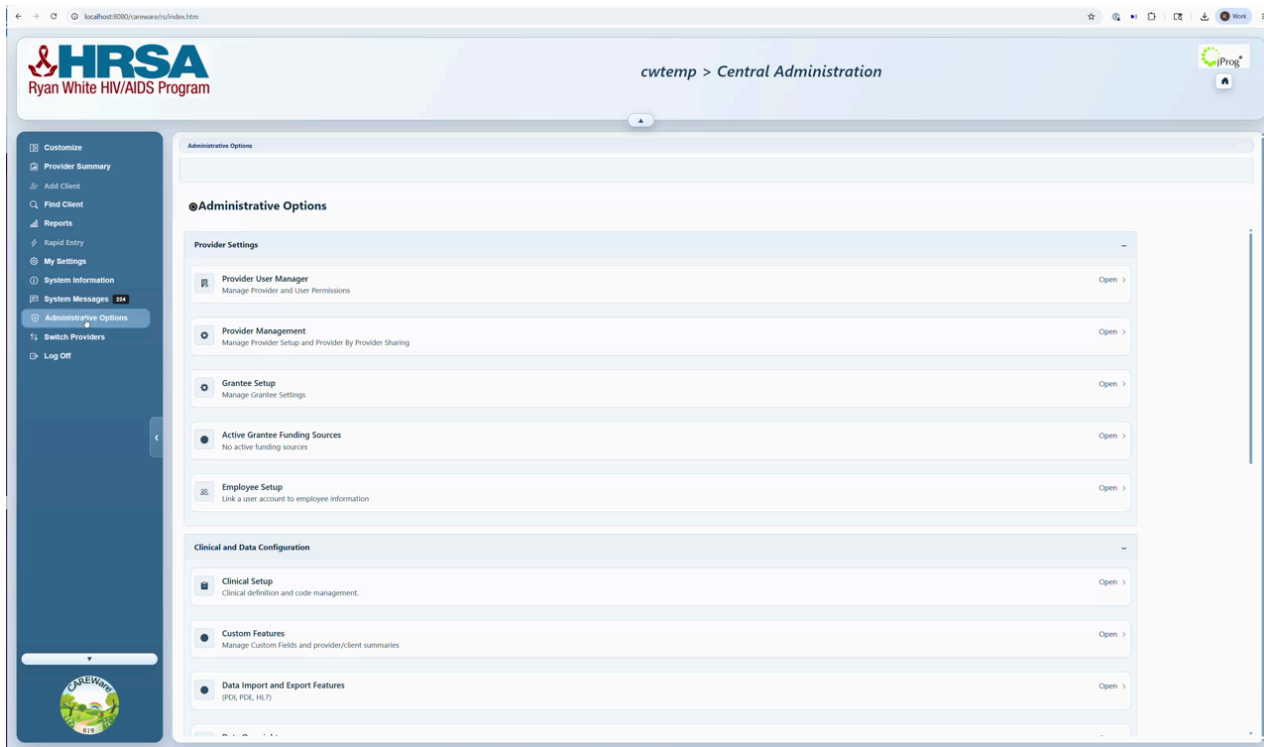 localhost:8080/careware/rs/index.htm
Work
HRSA
Ryan White HIV/AIDS Program
cwtemp > Central Administration
jProg
Customize
Provider Summary
Add Client
Find Client
Reports
Rapid Entry
My Settings
System Information
System Messages 224
Administrative Options
Switch Providers
Log Off
CAREWare
619
Administrative Options
Administrative Options
Provider Settings
Provider User Manager
Manage Provider and User Permissions
Open >
Provider Management
Manage Provider Setup and Provider By Provider Sharing
Open >
Grantee Setup
Manage Grantee Settings
Open >
Active Grantee Funding Sources
No active funding sources
Open >
Employee Setup
Link a user account to employee information
Open >
Clinical and Data Configuration
Clinical Setup
Clinical definition and code management.
Open >
Custom Features
Manage Custom Fields and provider/client summaries
Open >
Data Import and Export Features
(PDI, PDE, HL7)
Open >